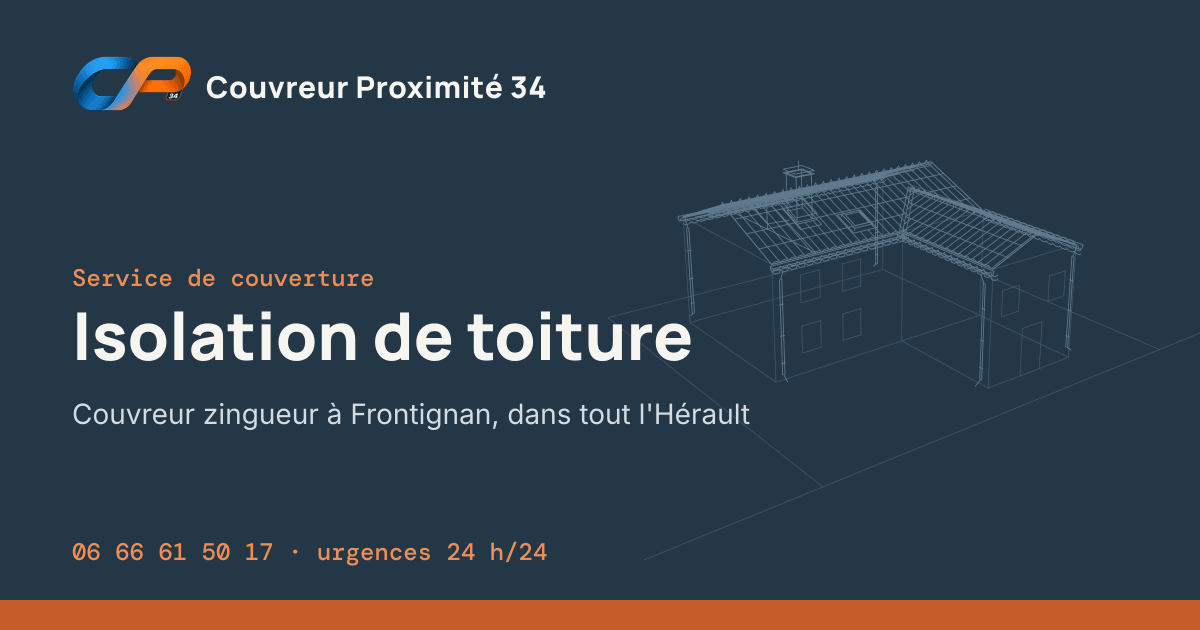 34
Couvreur Proximité 34
Service de couverture
Isolation de toiture
Couvreur zingueur à Frontignan, dans tout l'Hérault
06 66 61 50 17 · urgences 24 h/24